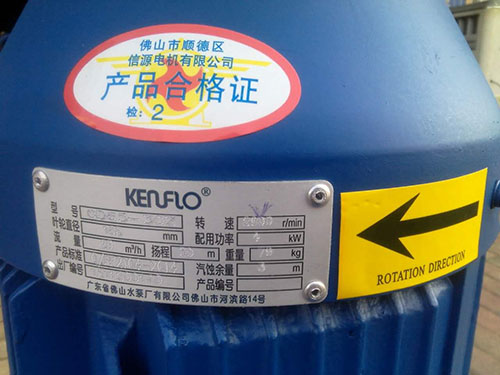 佛山市顺德区
信源电机有限公司
产品合格证
检：2
KENFLO®
型号
转速 r/min
叶轮直径 mm
配用功率 kW
流量 m³/h 扬程 m
重量 kg
产品标准
汽蚀余量 m
出厂编号
产品编号
广东省佛山水泵厂有限公司佛山市河滨路14号
ROTATION DIRECTION